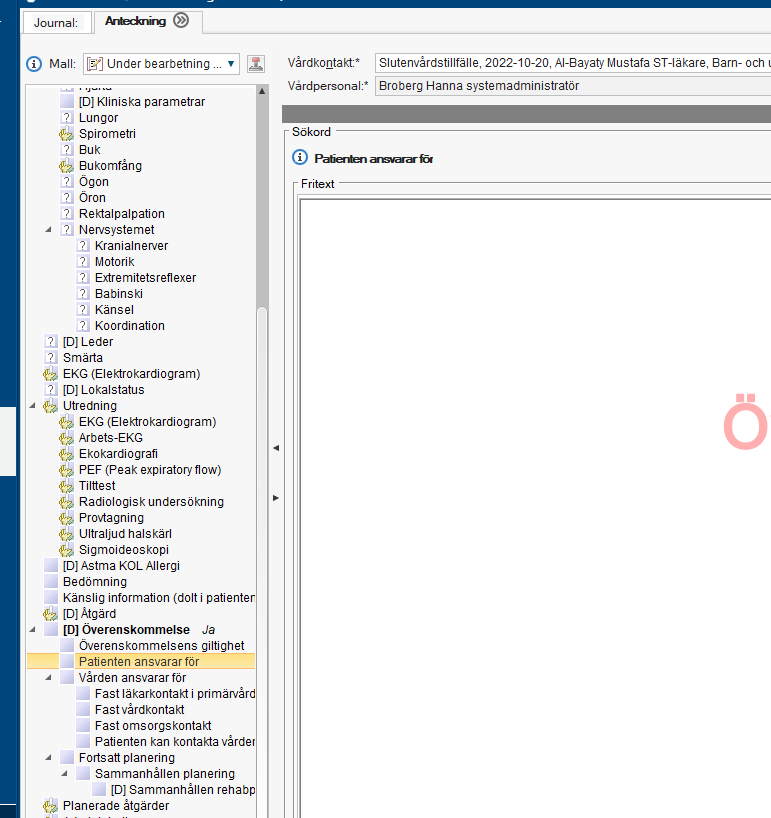 Journal:
Anteckning
Mall: Under bearbetning ...
[D] Kliniska parametrar
Lungor
Spirometri
Buk
Bukomfång
Ögon
Öron
Rektalpalpation
Nervsystemet
Kranialnerver
Motorik
Extremitetsreflexer
Babinski
Känsel
Koordination
[D] Leder
Smärta
EKG (Elektrokardiogram)
[D] Lokalstatus
Utredning
EKG (Elektrokardiogram)
Arbets-EKG
Ekokardiografi
PEF (Peak expiratory flow)
Tilttest
Radiologisk undersökning
Provtagning
Ultraljud halskärl
Sigmoideoskopi
[D] Astma KOL Allergi
Bedömning
Känslig information (dolt i patienten
[D] Åtgärd
[D] Överenskommelse Ja
Överenskommelsens giltighet
Patienten ansvarar för
Vården ansvarar för
Fast läkarkontakt i primärvård
Fast vårdkontakt
Fast omsorgskontakt
Patienten kan kontakta vården
Fortsatt planering
Sammanhållen planering
[D] Sammanhållen rehabp
Planerade åtgärder
Vårdkontakt:* Slutenvårdstillfälle, 2022-10-20, Al-Bayaty Mustafa ST-läkare, Barn- och u
Vårdpersonal:* Broberg Hanna systemadministratör
Sökord
Patienten ansvarar för
Fritext
Ö